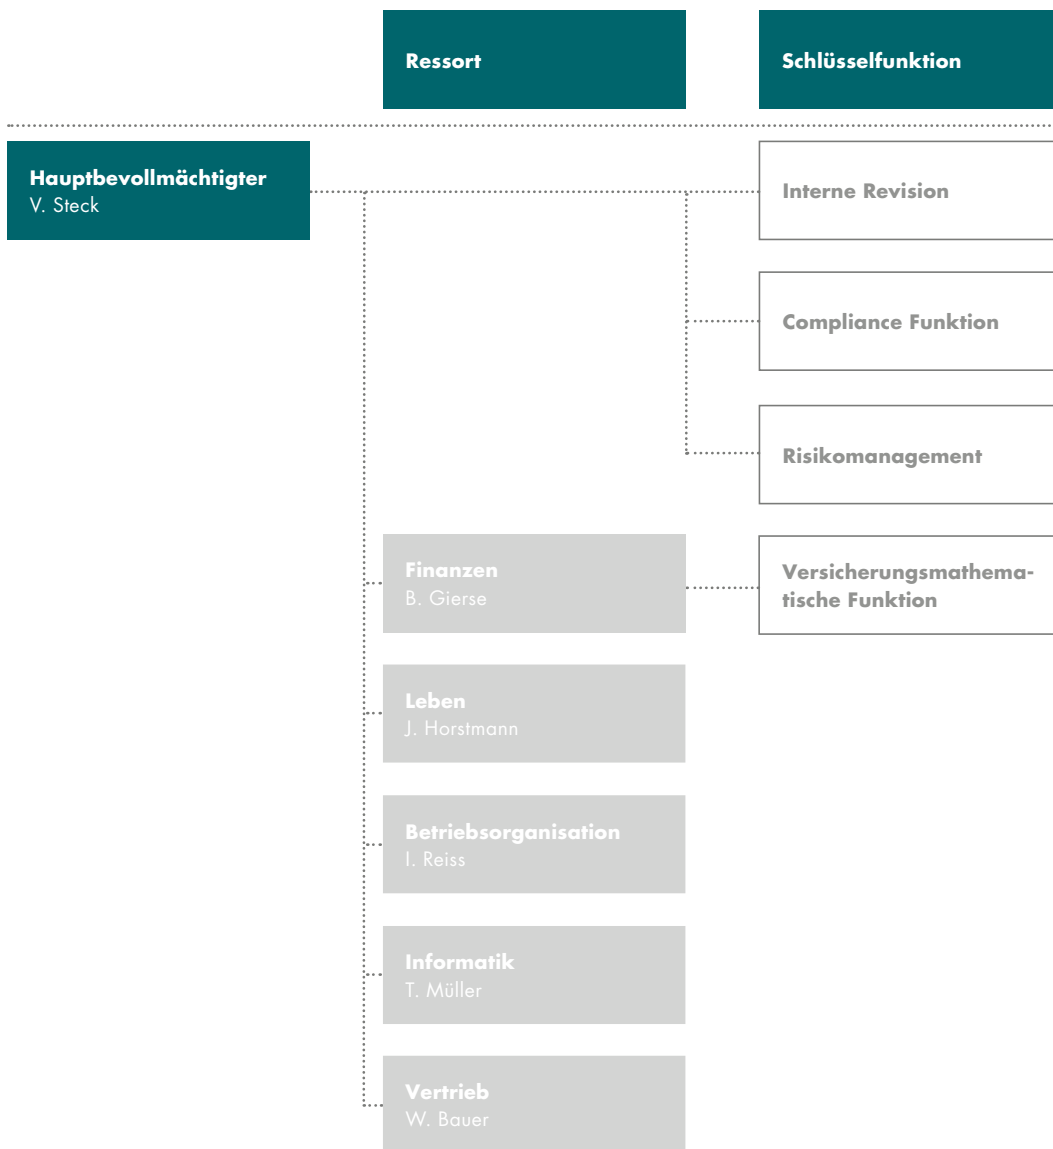 Ressort
Schlüsselfunktion
Hauptbevollmächtigter
V. Steck
Interne Revision
Compliance Funktion
Risikomanagement
Finanzen
B. Gierse
Versicherungsmathema-
tische Funktion
Leben
J. Horstmann
Betriebsorganisation
I. Reiss
Informatik
T. Müller
Vertrieb
W. Bauer